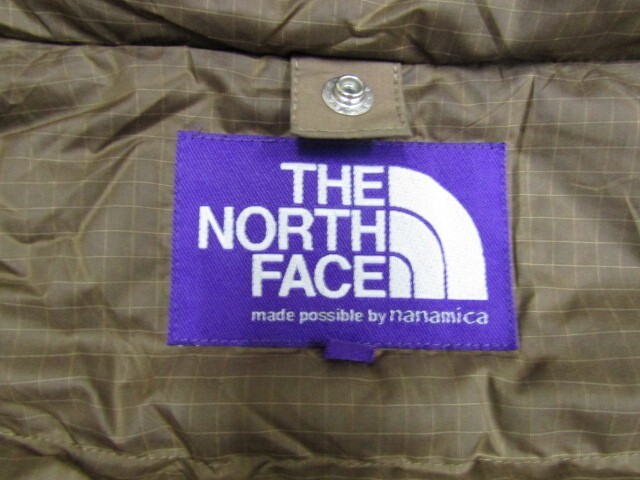 THE
NORTH
FACE
made possible by nanamica